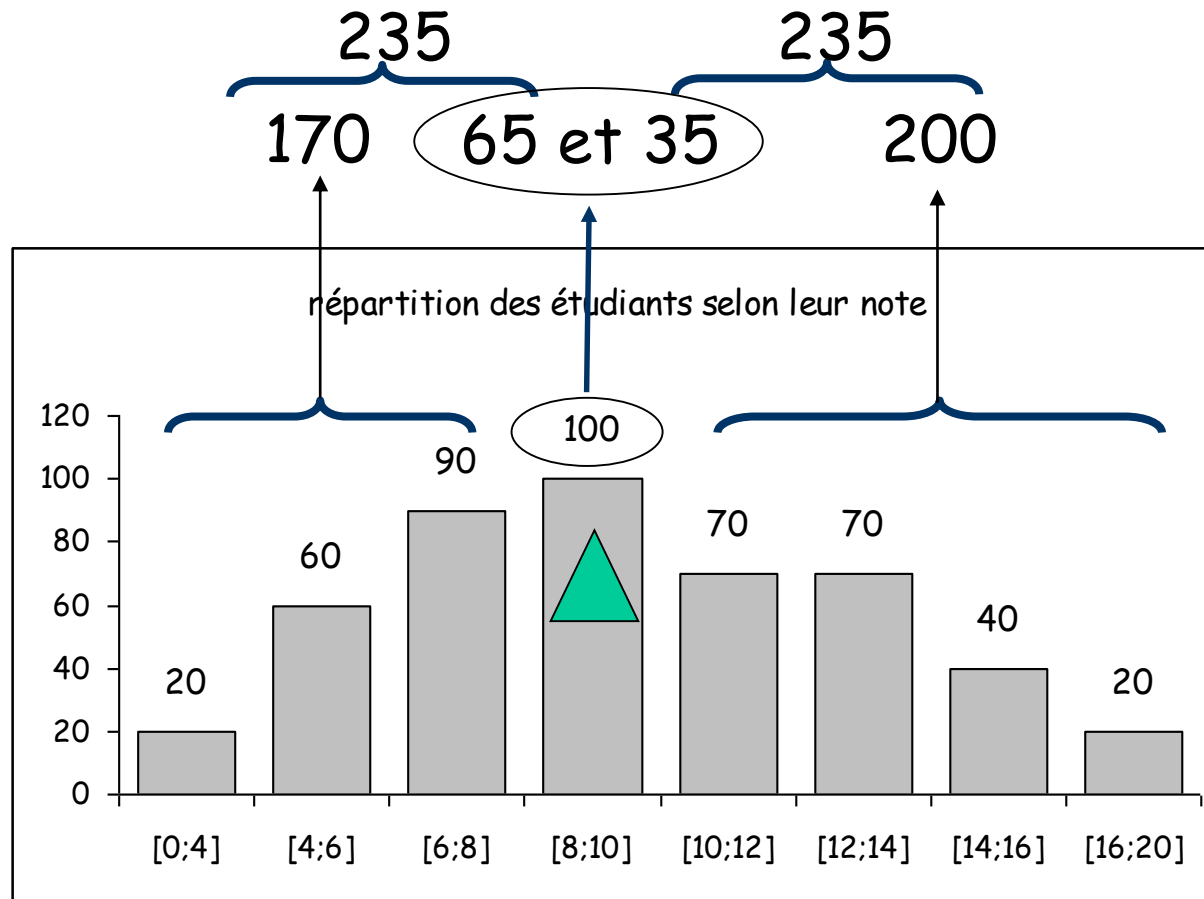 235 235
170 65 et 35 200
répartition des étudiants selon leur note
120
100
80
60
40
20
0
20 60 90 100 70 70 40 20
[0;4] [4;6] [6;8] [8;10] [10;12] [12;14] [14;16] [16;20]